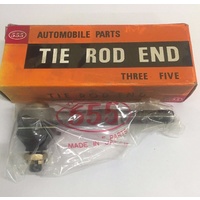 555
AUTOMOBILE PARTS
TIE ROD END
THREE FIVE
555
MADE IN JAPAN